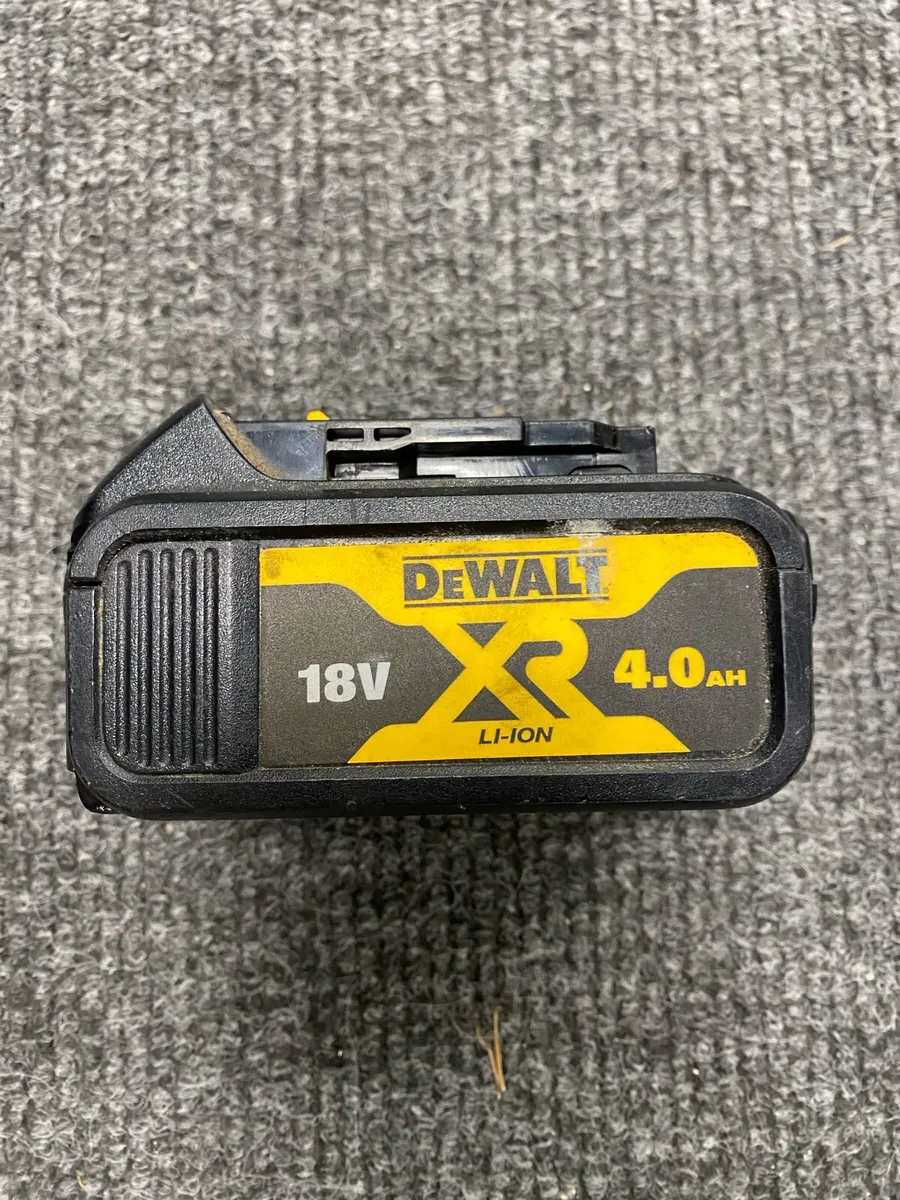 DEWALT
XR
18V
4.0AH
LI-ION